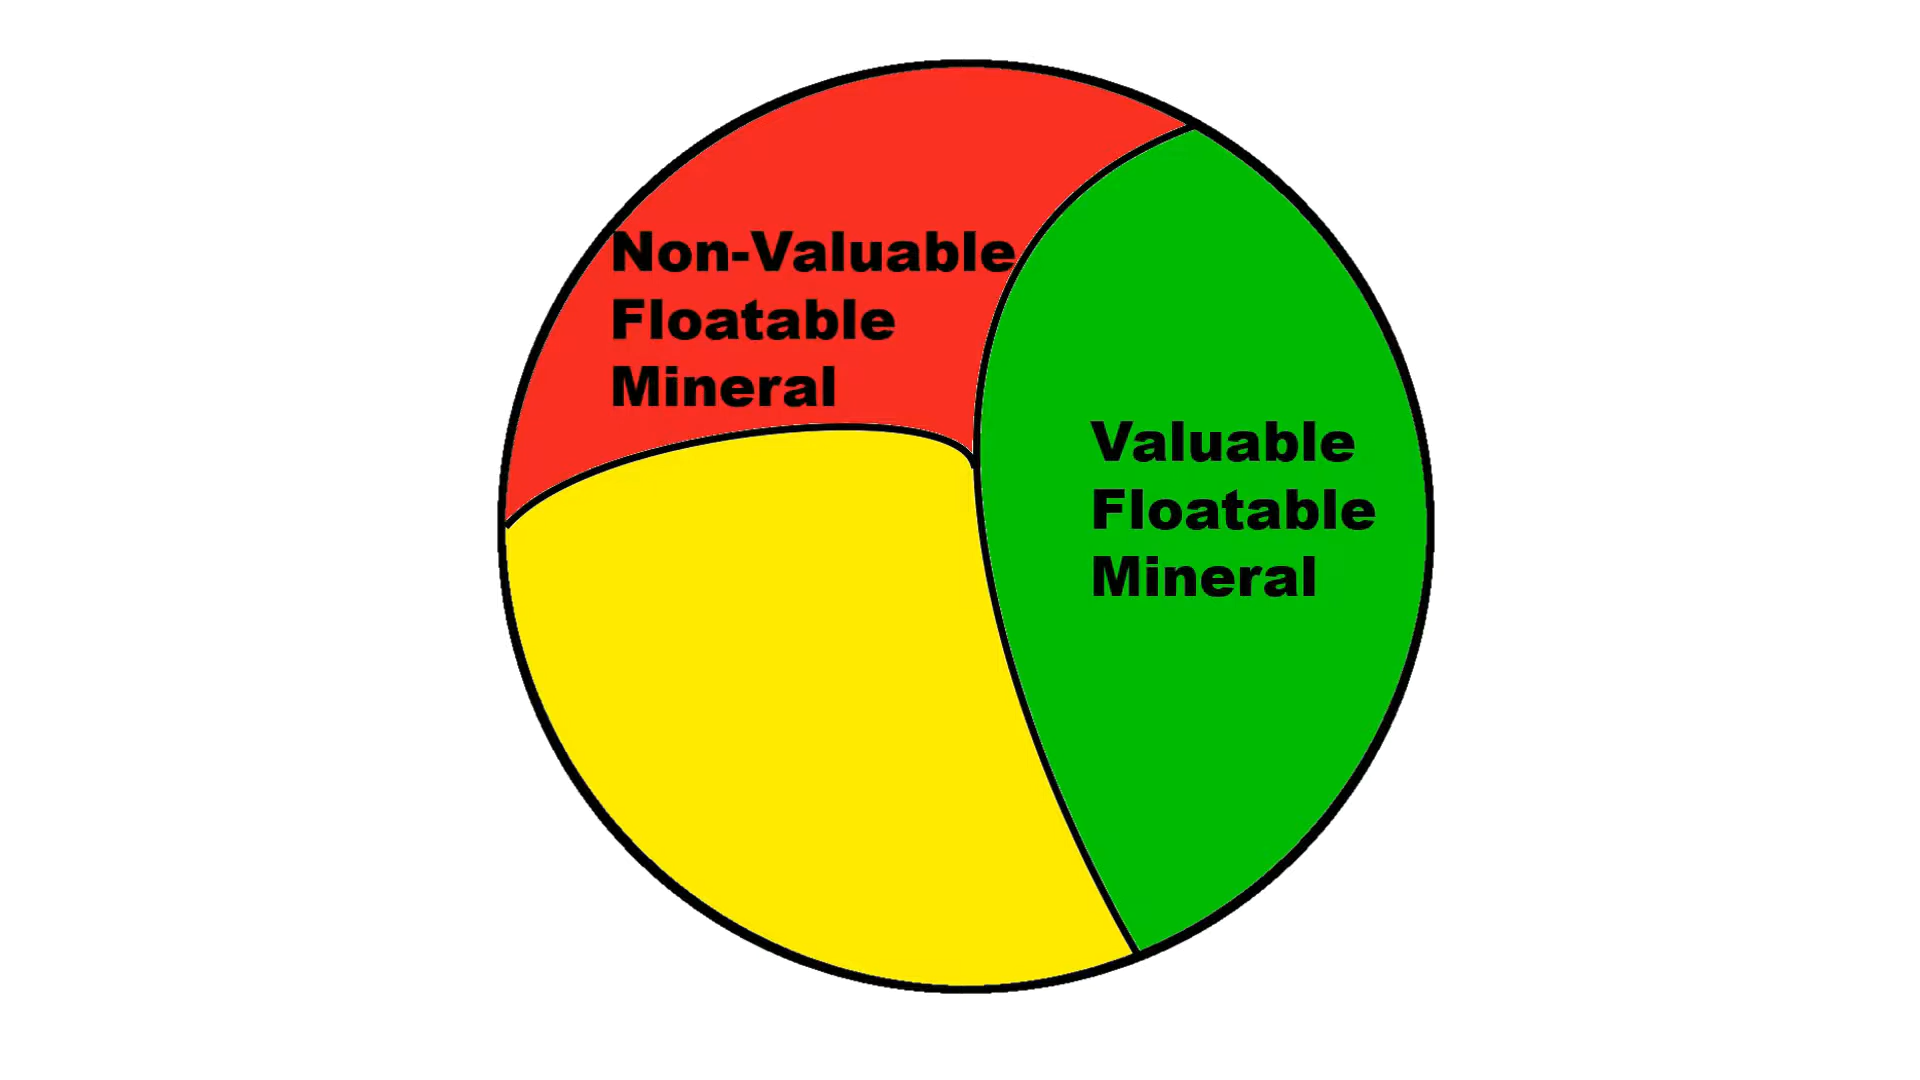 Non-Valuable
Floatable
Mineral
Valuable
Floatable
Mineral